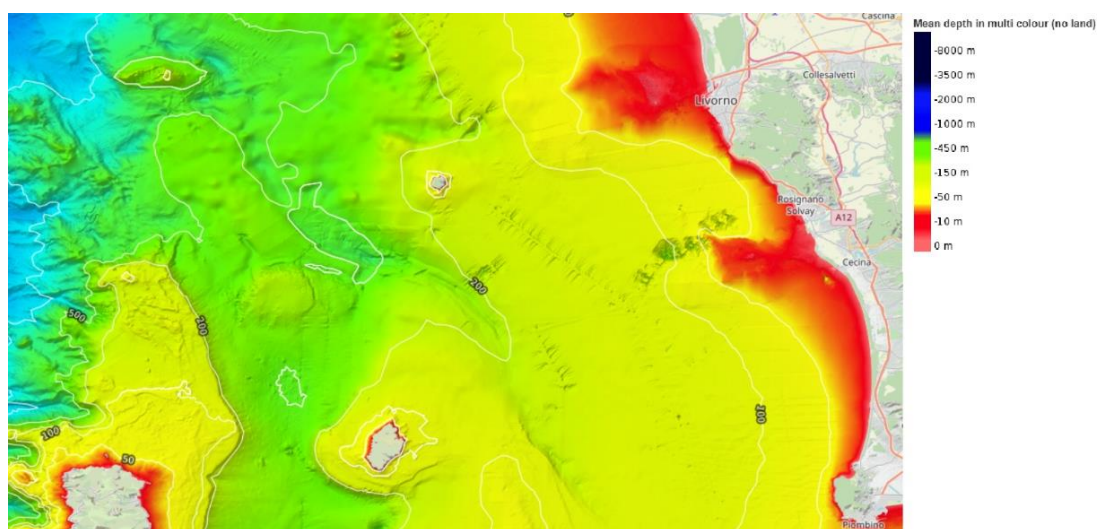 Mean depth in multi colour (no land)
-8000 m
-3500 m
-2000 m
-1000 m
-450 m
-150 m
-50 m
-10 m
0 m
Cascina
Collesalvetti
Livorno
Rosignano
Solvay
A12
Cecina
200
500
200
100
50
100
Piombino